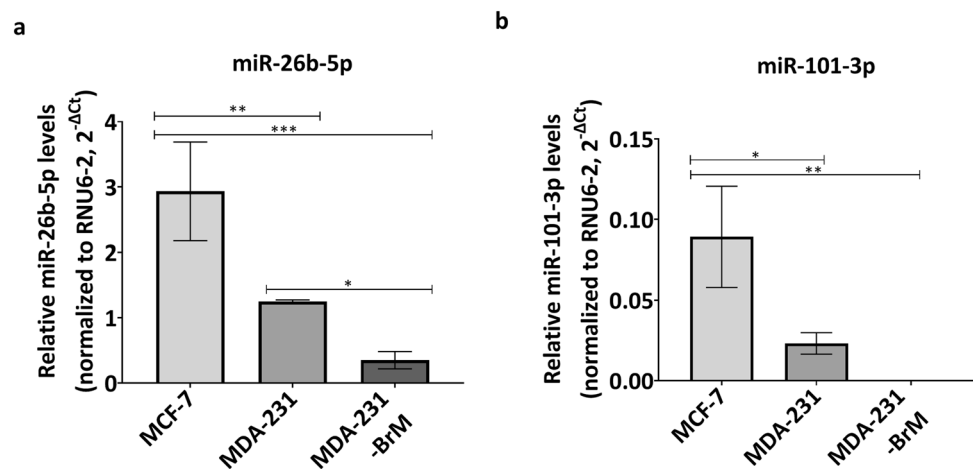 a
miR-26b-5p
Relative miR-26b-5p levels
(normalized to RNU6-2, 2^-ΔCt
4
3
2
1
0
**
***
*
MCF-7
MDA-231
MDA-231
-BrM
b
miR-101-3p
Relative miR-101-3p levels
(normalized to RNU6-2, 2^-ΔCt
0.15
0.10
0.05
0.00
*
**
MCF-7
MDA-231
MDA-231
-BrM